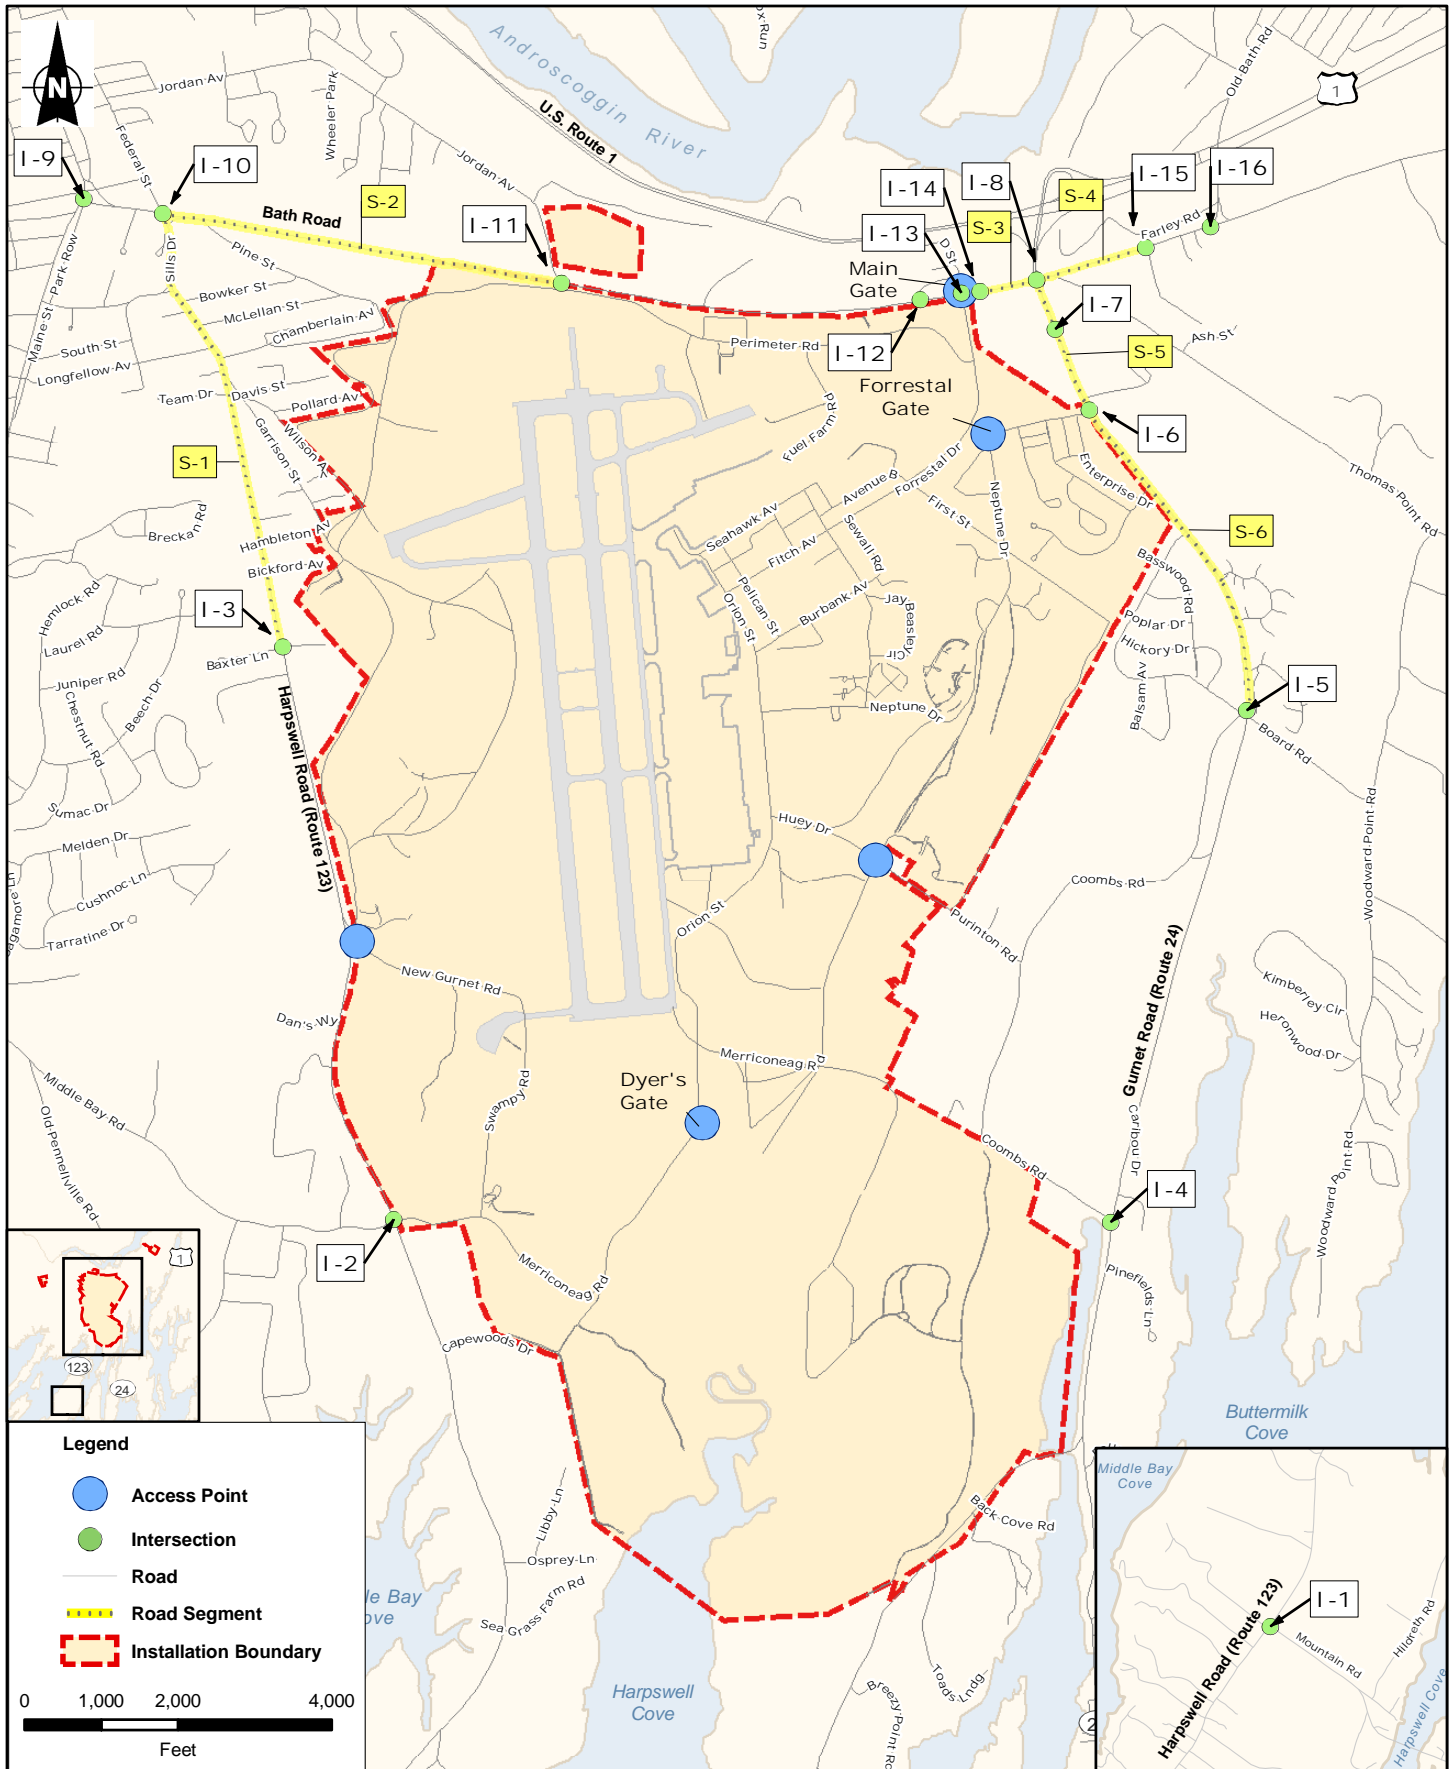 N
Androscoggin River
U.S. Route 1
1
Old Bath Rd
ox Run
Jordan Av
Wheeler Park
Federal St
Jordan Av
I-9
I-10
S-2
Bath Road
I-11
I-14
I-8
I-13
S-3
S-4
I-15
I-16
Farley Rd
D St
Main
Gate
I-12
I-7
S-5
Ash St
Forrestal
Gate
I-6
Maine St
Park Row
Sills Dr
Pine St
Bowker St
McLellan St
Chamberlain Av
South St
Longfellow Av
Team Dr
Davis St
Pollard Av
Garrison St
Wilson A
Perimeter Rd
Fuel Farm Rd
S-1
Breckan Rd
Hambleton Av
Bickford Av
I-3
Baxter Ln
Hemlock Rd
Laurel Rd
Juniper Rd
Chestnut Rd
Beech Dr
Sumac Dr
Melden Dr
Cushnoc Ln
Tarratine Dr
agamore Ln
Harpswell Road (Route 123)
Avenue B
Forrestal Dr
First St
Neptune Dr
Enterprise Dr
Thomas Point Rd
S-6
Seahawk Av
Fitch Av
Sewall Rd
Pelican St
Orion St
Burbank Av
Jay
Beasley
Cir
Neptune Dr
Basswood Rd
Poplar Dr
Hickory Dr
Balsam Av
I-5
Board Rd
Woodward Point Rd
Huey Dr
Coombs Rd
Orion St
Purinton Rd
Gurnet Road (Route 24)
Kimberley Cir
Heronwood Dr
New Gurnet Rd
Dan's Wy
Merriconeag Rd
Swampy Rd
Dyer's
Gate
Middle Bay Rd
Old Pennellville Rd
Coombs Rd
Caribou Dr
I-4
Woodward Point Rd
I-2
Merriconeag Rd
Pinefields Ln
Capewoods Dr
1
123
24
Buttermilk
Cove
Legend
Access Point
Intersection
Road
Road Segment
Installation Boundary
0 1,000 2,000 4,000
Feet
Libby Ln
Osprey Ln
Sea Grass Farm Rd
le Bay
ove
Harpswell
Cove
Back Cove Rd
Toads Lndg
Breezy Point Rd
2
Middle Bay
Cove
I-1
Harpswell Road (Route 123)
Mountain Rd
Hildreth Rd
Harpswell Cove